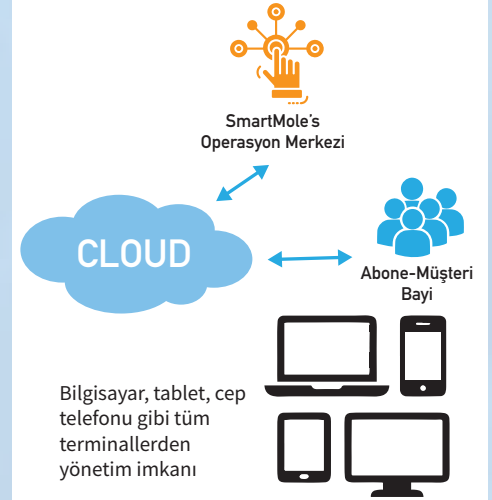 SmartMole's
Operasyon Merkezi
CLOUD
Abone-Müşteri
Bayi
Bilgisayar, tablet, cep
telefonu gibi tüm
terminallerden
yönetim imkanı